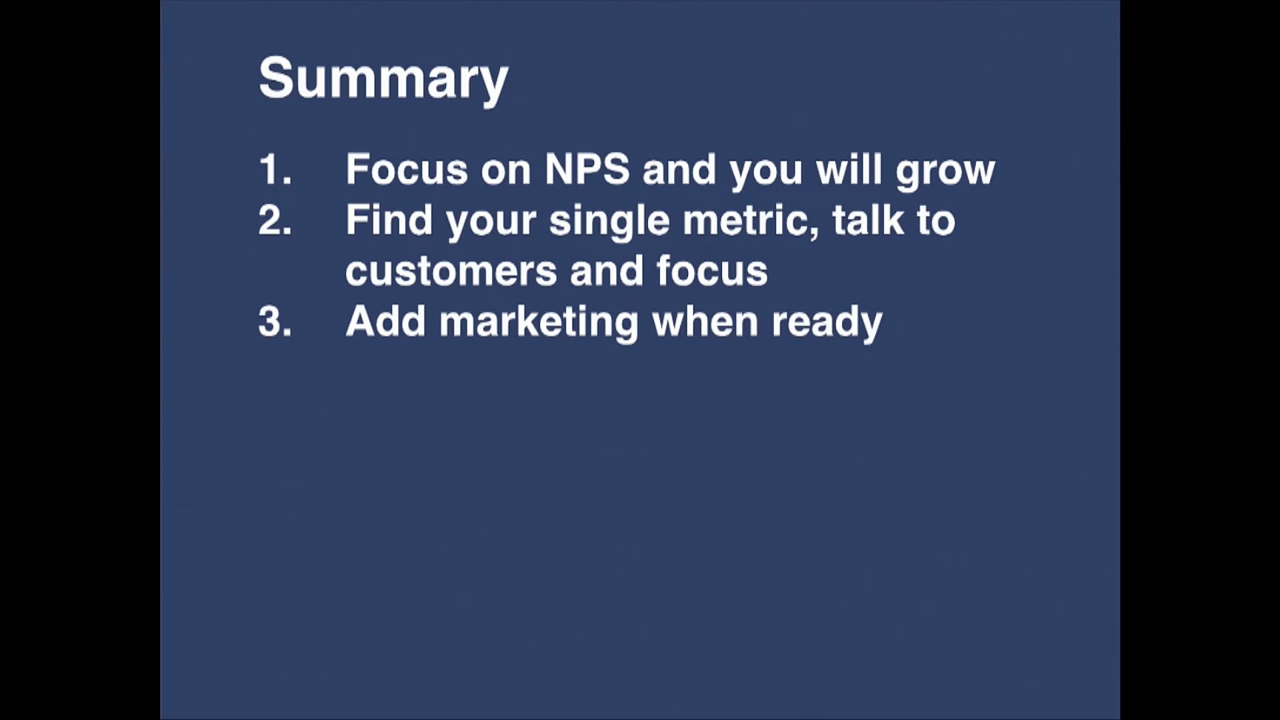 Summary
1. Focus on NPS and you will grow
2. Find your single metric, talk to
customers and focus
3. Add marketing when ready